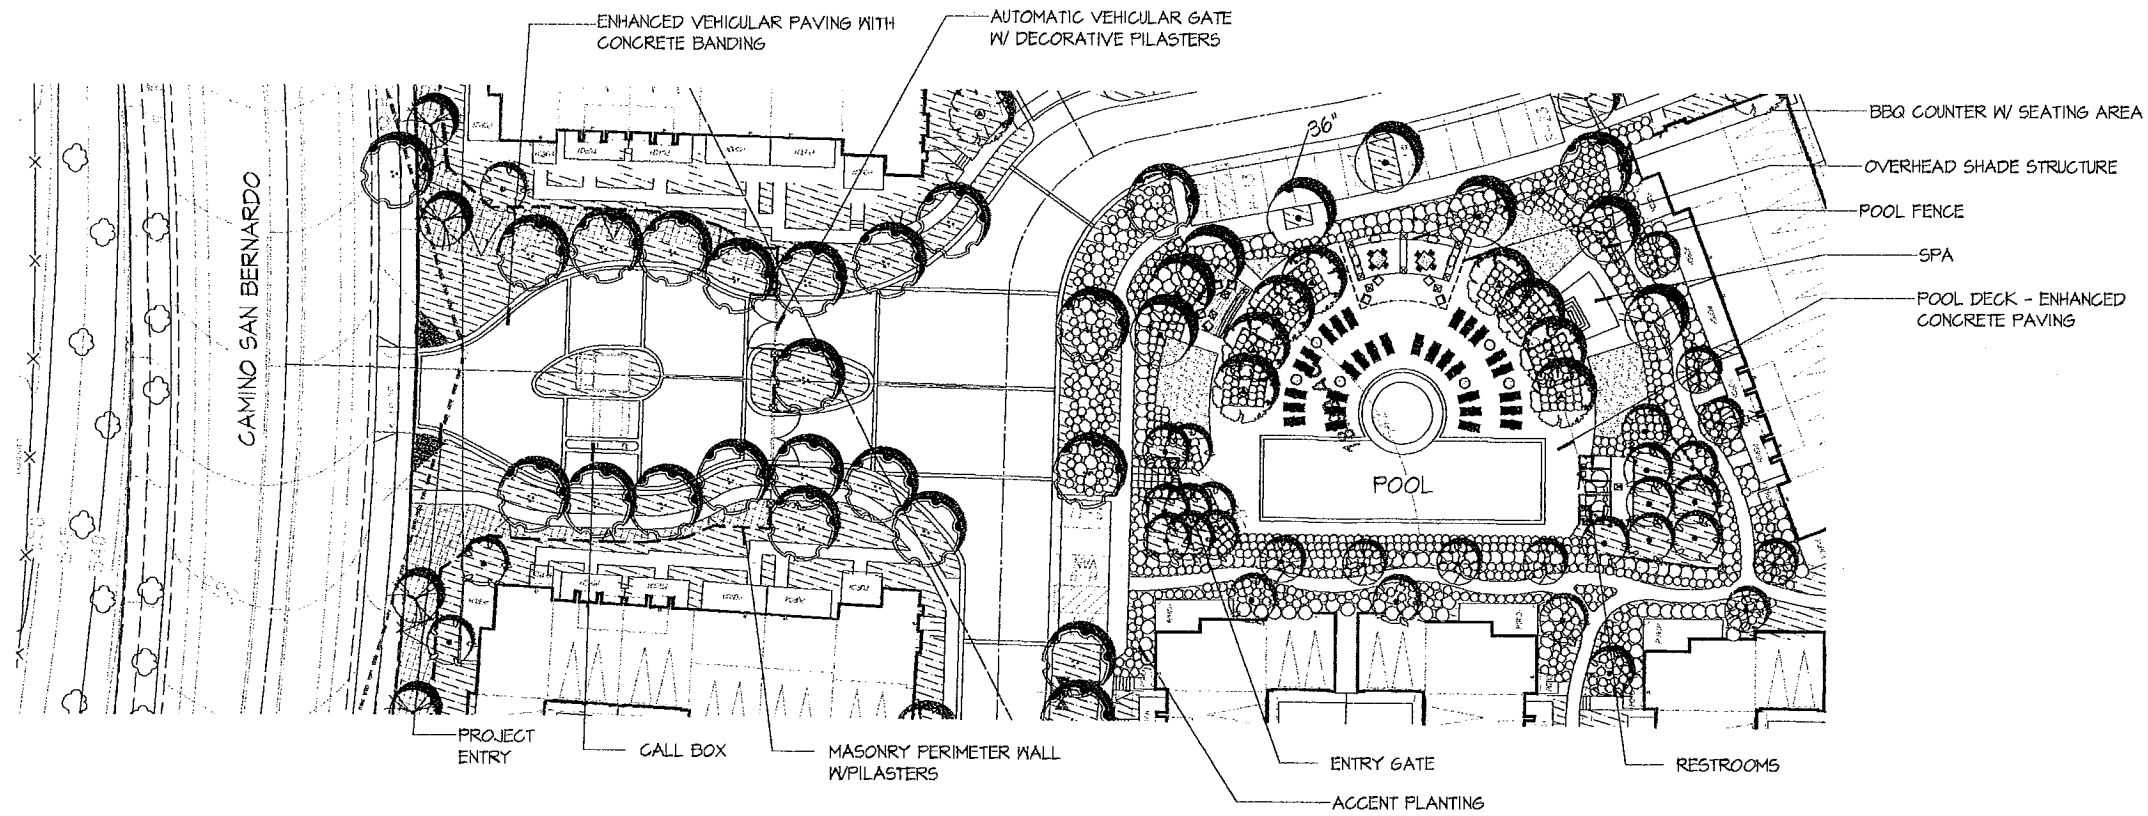 ENHANCED VEHICULAR PAVING WITH
CONCRETE BANDING
AUTOMATIC VEHICULAR GATE
W/ DECORATIVE PILASTERS
BBQ COUNTER W/ SEATING AREA
OVERHEAD SHADE STRUCTURE
POOL FENCE
SPA
POOL DECK - ENHANCED
CONCRETE PAVING
36"
CAMINO SAN BERNARDO
POOL
VAN
PROJECT
ENTRY
CALL BOX
MASONRY PERIMETER WALL
W/PILASTERS
ENTRY GATE
ACCENT PLANTING
RESTROOMS